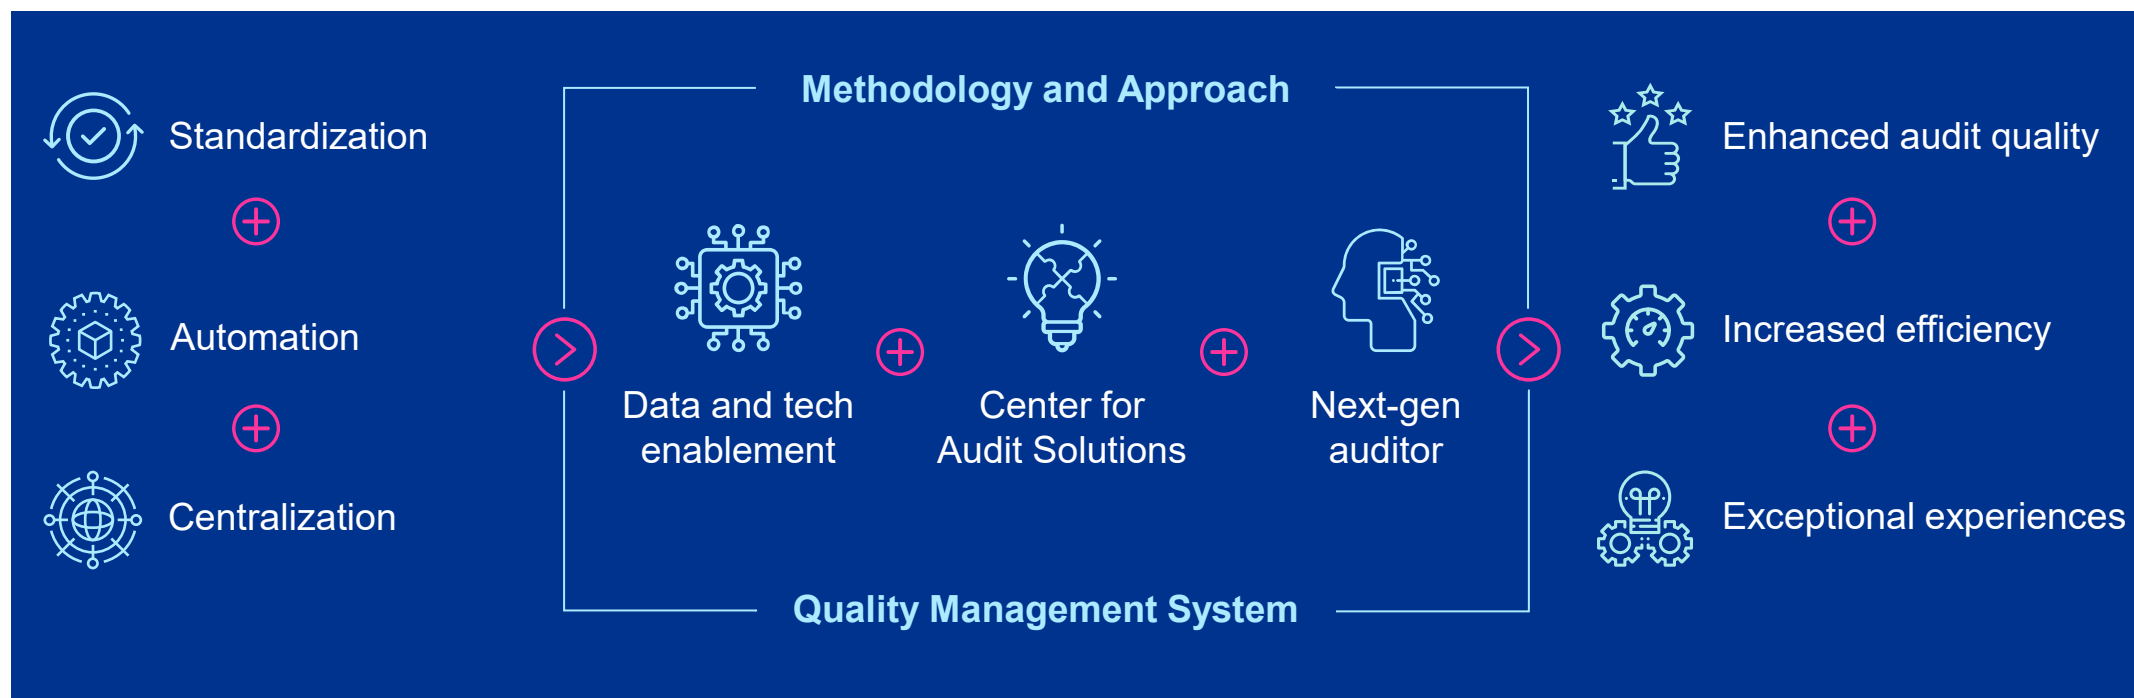 Standardization
Automation
Centralization
Methodology and Approach
Data and tech
enablement
Center for
Audit Solutions
Next-gen
auditor
Quality Management System
Enhanced audit quality
Increased efficiency
Exceptional experiences